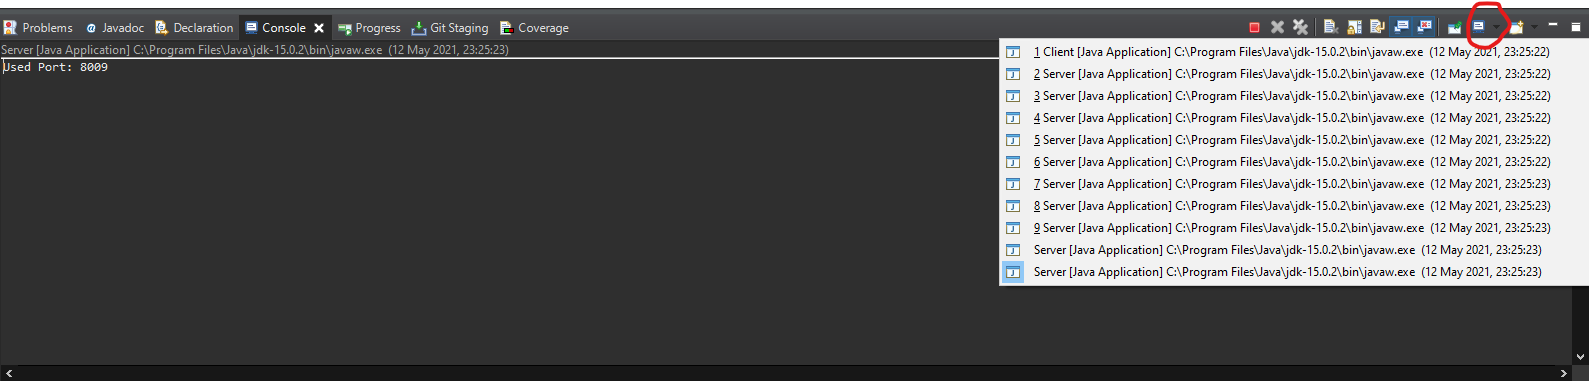 Problems Javadoc Declaration Console Progress Git Staging Coverage
Server [Java Application] C:\Program Files\Java\jdk-15.0.2\bin\javaw.exe (12 May 2021, 23:25:23)
Used Port: 8009
1 Client [Java Application] C:\Program Files\Java\jdk-15.0.2\bin\javaw.exe (12 May 2021, 23:25:22)
2 Server [Java Application] C:\Program Files\Java\jdk-15.0.2\bin\javaw.exe (12 May 2021, 23:25:22)
3 Server [Java Application] C:\Program Files\Java\jdk-15.0.2\bin\javaw.exe (12 May 2021, 23:25:22)
4 Server [Java Application] C:\Program Files\Java\jdk-15.0.2\bin\javaw.exe (12 May 2021, 23:25:22)
5 Server [Java Application] C:\Program Files\Java\jdk-15.0.2\bin\javaw.exe (12 May 2021, 23:25:22)
6 Server [Java Application] C:\Program Files\Java\jdk-15.0.2\bin\javaw.exe (12 May 2021, 23:25:22)
7 Server [Java Application] C:\Program Files\Java\jdk-15.0.2\bin\javaw.exe (12 May 2021, 23:25:23)
8 Server [Java Application] C:\Program Files\Java\jdk-15.0.2\bin\javaw.exe (12 May 2021, 23:25:23)
9 Server [Java Application] C:\Program Files\Java\jdk-15.0.2\bin\javaw.exe (12 May 2021, 23:25:23)
Server [Java Application] C:\Program Files\Java\jdk-15.0.2\bin\javaw.exe (12 May 2021, 23:25:23)
Server [Java Application] C:\Program Files\Java\jdk-15.0.2\bin\javaw.exe (12 May 2021, 23:25:23)